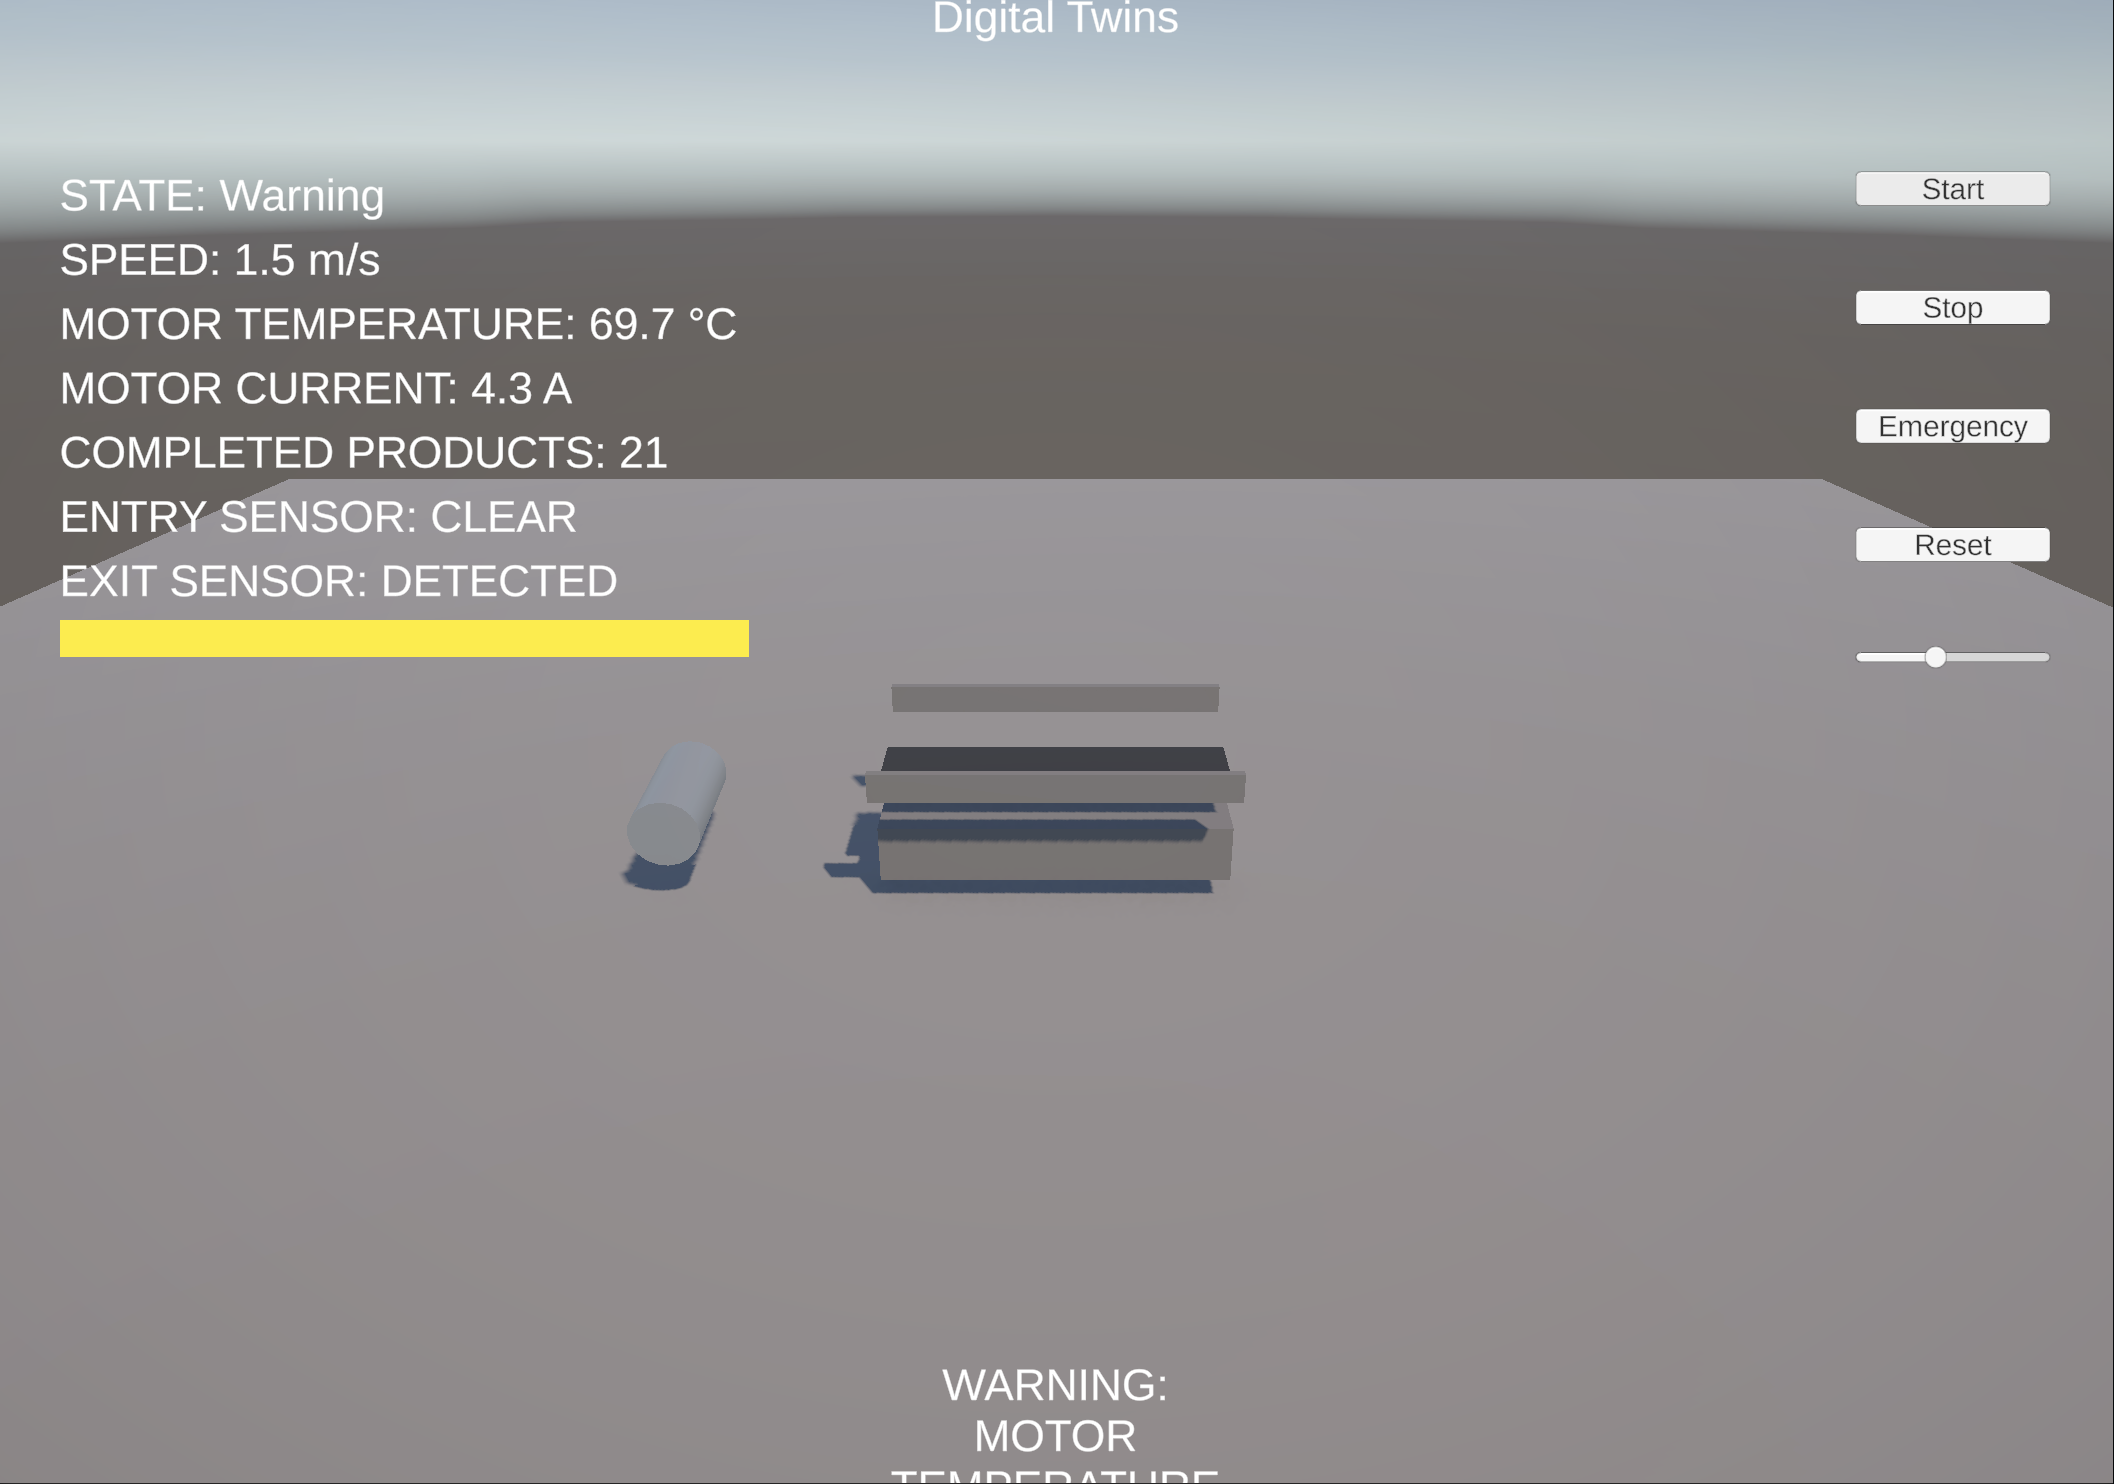 Digital Twins
STATE: Warning
SPEED: 1.5 m/s
MOTOR TEMPERATURE: 69.7 °C
MOTOR CURRENT: 4.3 A
COMPLETED PRODUCTS: 21
ENTRY SENSOR: CLEAR
EXIT SENSOR: DETECTED
Start
Stop
Emergency
Reset
WARNING:
MOTOR
TEMPERATURE